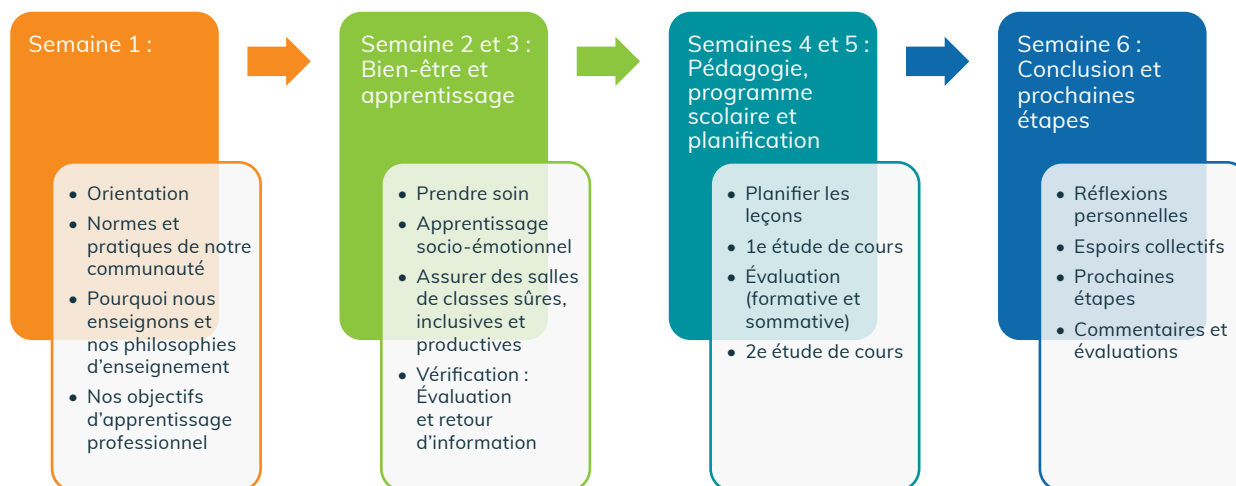 Semaine 1 :
• Orientation
• Normes et
pratiques de notre
communauté
• Pourquoi nous
enseignons et
nos philosophies
d’enseignement
• Nos objectifs
d’apprentissage
professionnel
Semaine 2 et 3 :
Bien-être et
apprentissage
• Prendre soin
• Apprentissage
socio-émotionnel
• Assurer des salles
de classes sûres,
inclusives et
productives
• Vérification :
Évaluation
et retour
d’information
Semaines 4 et 5 :
Pédagogie,
programme
scolaire et
planification
• Planifier les
leçons
• 1e étude de cours
• Évaluation
(formative et
sommative)
• 2e étude de cours
Semaine 6 :
Conclusion et
prochaines
étapes
• Réflexions
personnelles
• Espoirs collectifs
• Prochaines
étapes
• Commentaires et
évaluations